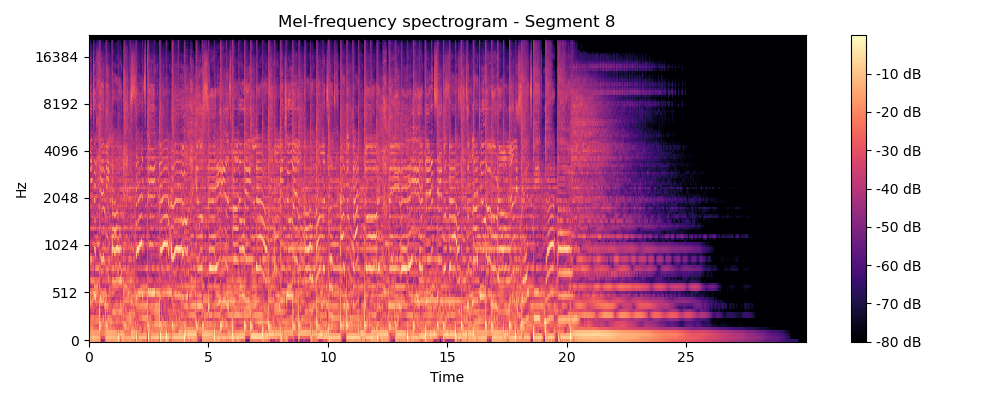 Mel-frequency spectrogram - Segment 8
Hz
16384
8192
4096
2048
1024
512
0
0 5 10 15 20 25
Time
-10 dB
-20 dB
-30 dB
-40 dB
-50 dB
-60 dB
-70 dB
-80 dB